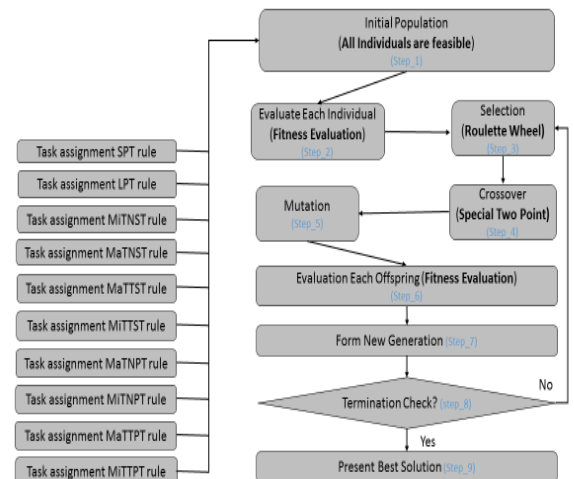 Initial Population
(All Individuals are feasible)
(Step_1)
Evaluate Each Individual
(Fitness Evaluation)
(Step_2)
Selection
(Roulette Wheel)
(Step_3)
Crossover
(Special Two Point)
(Step_4)
Mutation
(Step_5)
Evaluation Each Offspring (Fitness Evaluation)
(Step_6)
Form New Generation (Step_7)
Termination Check? (step_8)
No
Yes
Present Best Solution (Step_9)
Task assignment SPT rule
Task assignment LPT rule
Task assignment MiTNST rule
Task assignment MaTNST rule
Task assignment MaTTST rule
Task assignment MiTTST rule
Task assignment MaTNPT rule
Task assignment MiTNPT rule
Task assignment MaTTPT rule
Task assignment MiTTPT rule